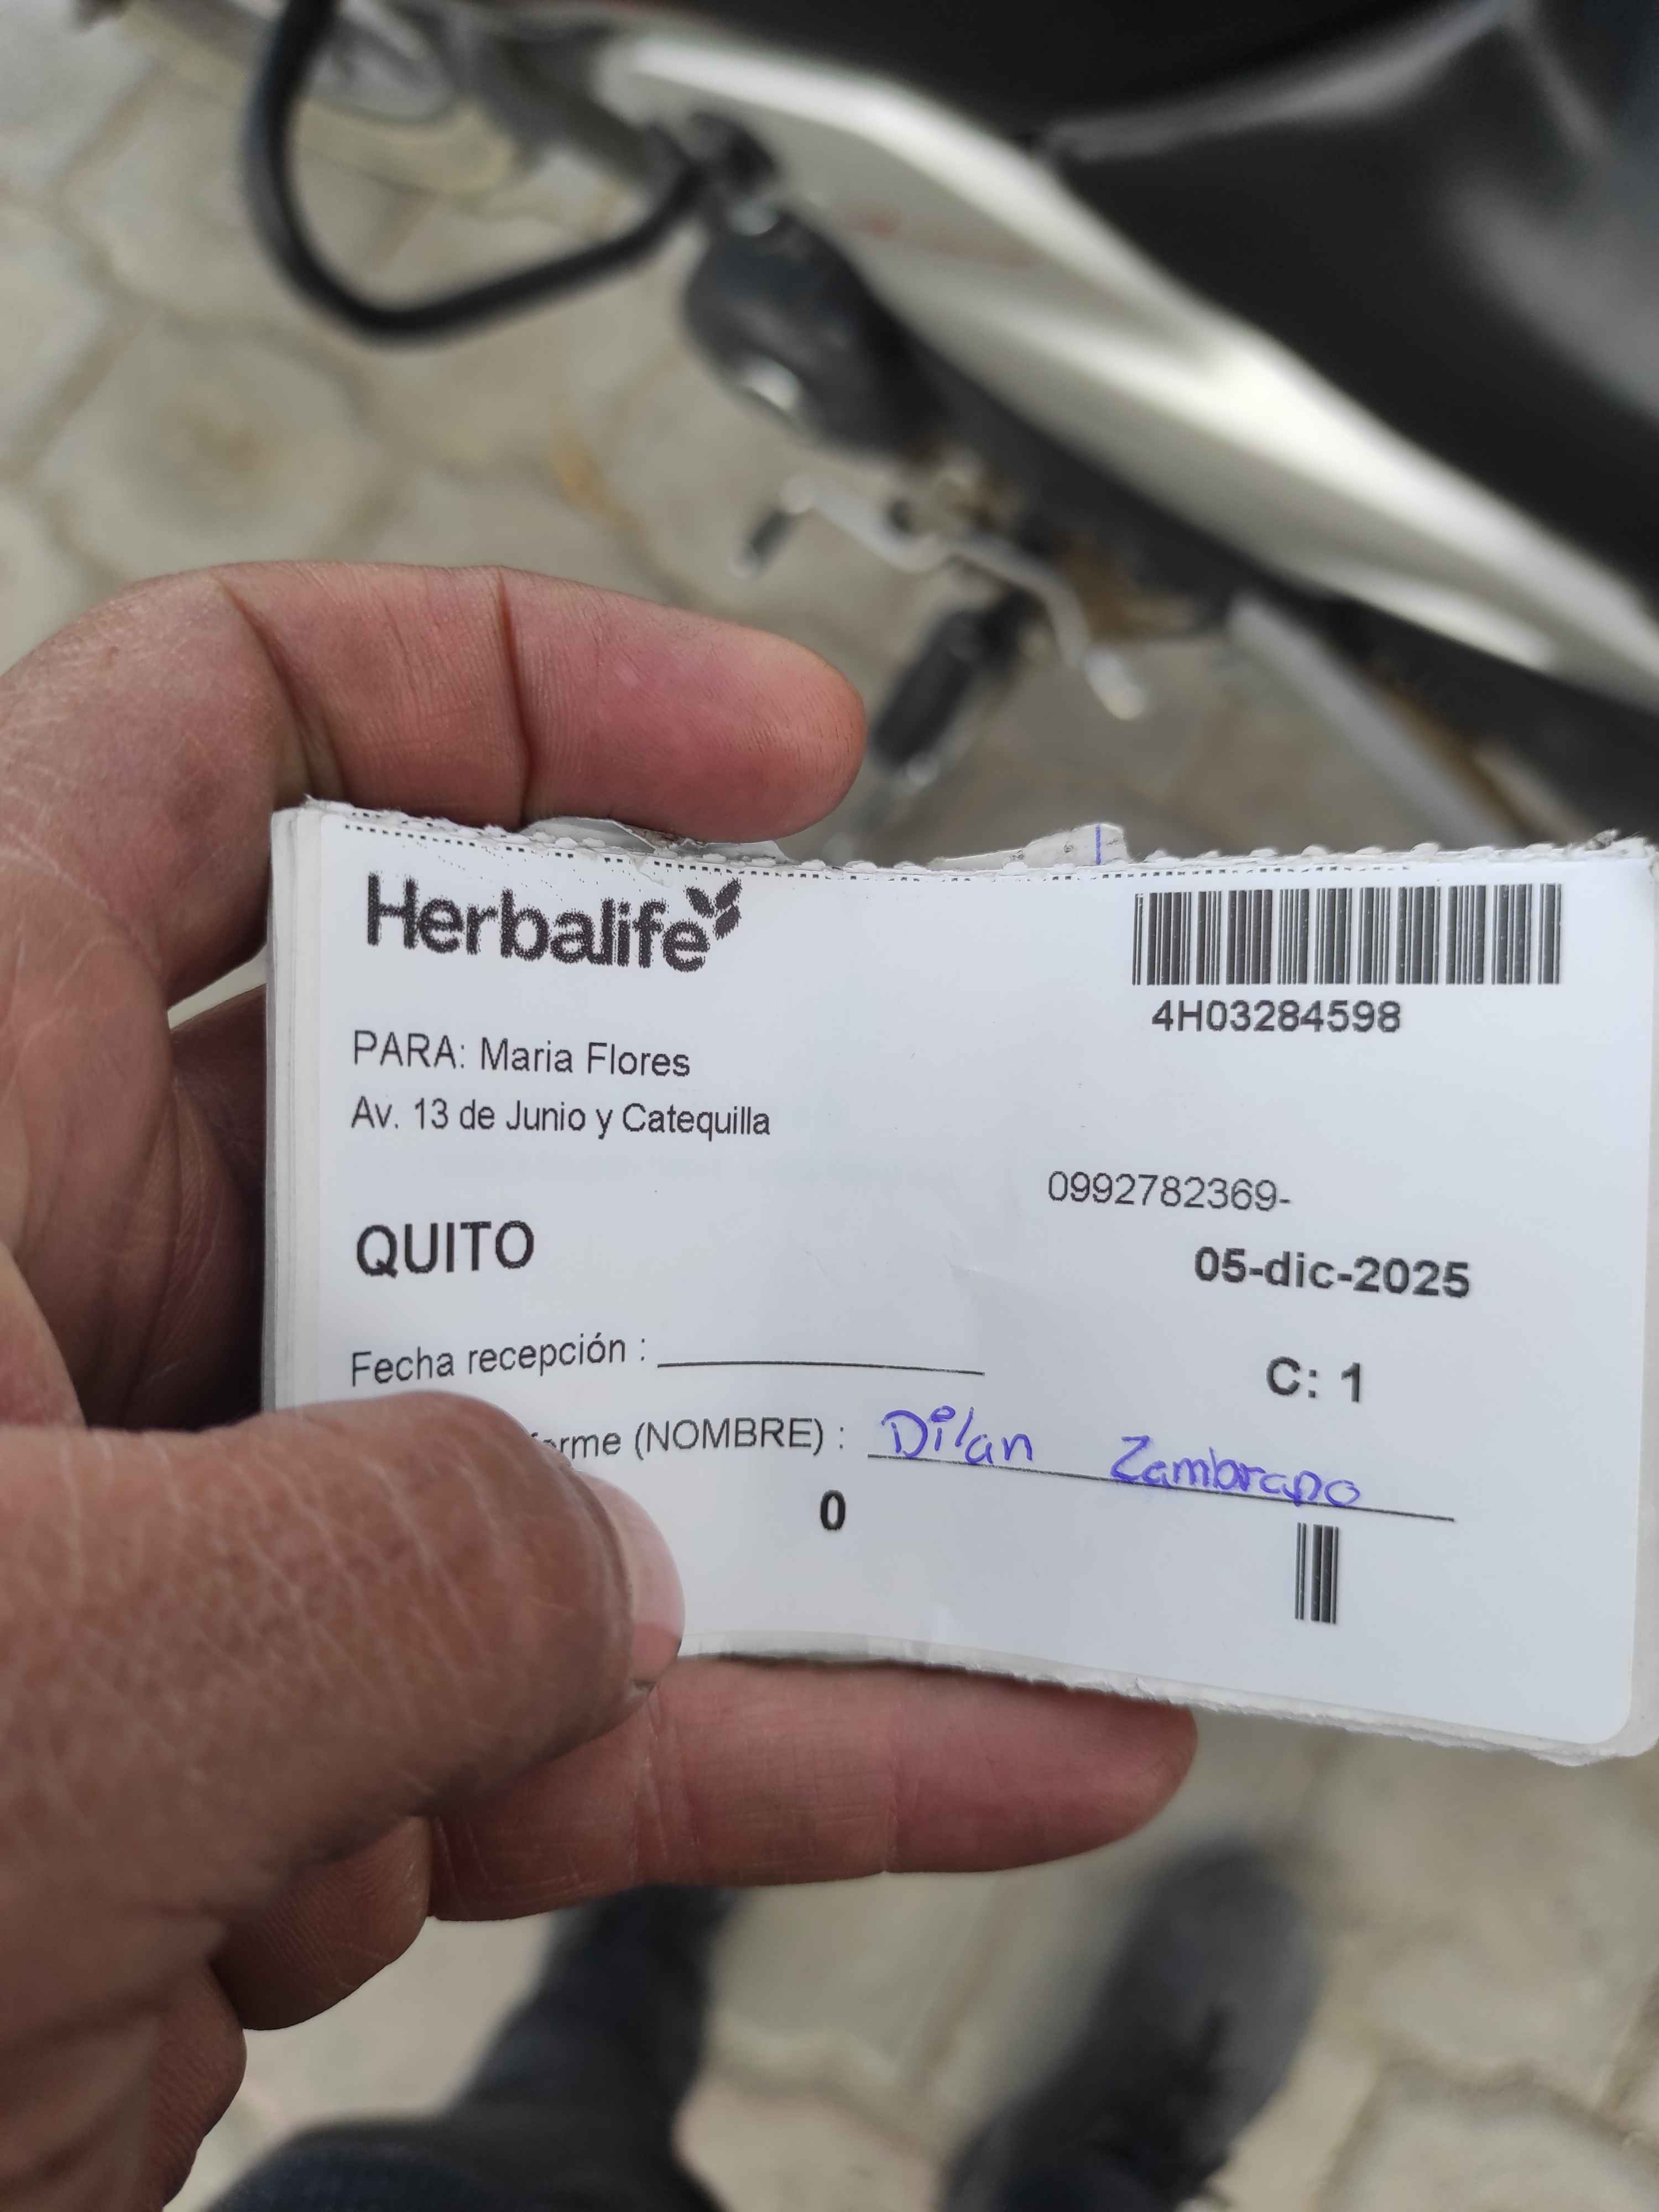 Herbalife
4H03284598
PARA: Maria Flores
Av. 13 de Junio y Catequilla
0992782369-
QUITO
05-dic-2025
Fecha recepción :
C: 1
(NOMBRE) : Dilan Zambrano
0